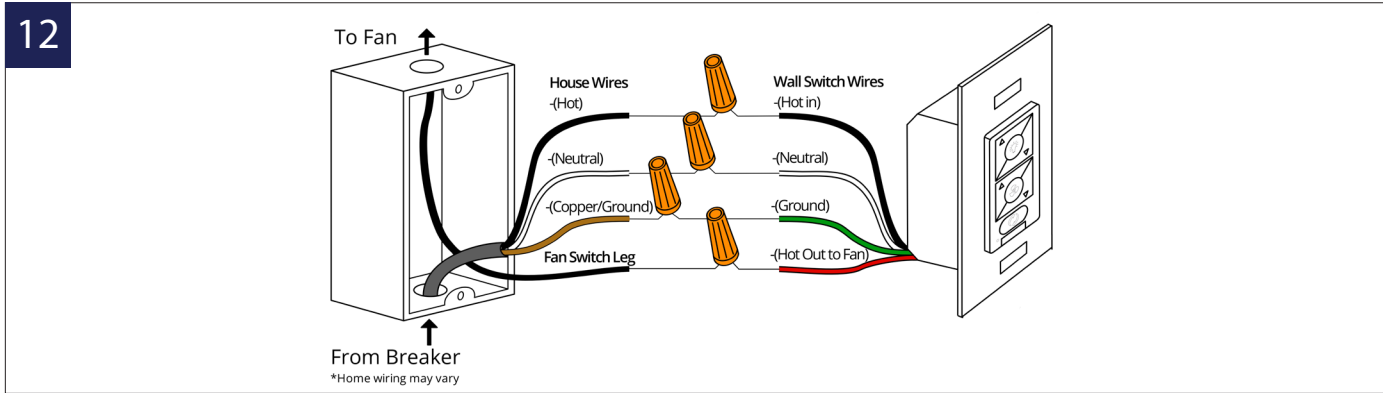 12
To Fan
House Wires
Wall Switch Wires
-(Hot)
-(Hot in)
-(Neutral)
-(Neutral)
-(Copper/Ground)
-(Ground)
Fan Switch Leg
-(Hot Out to Fan)
From Breaker
*Home wiring may vary